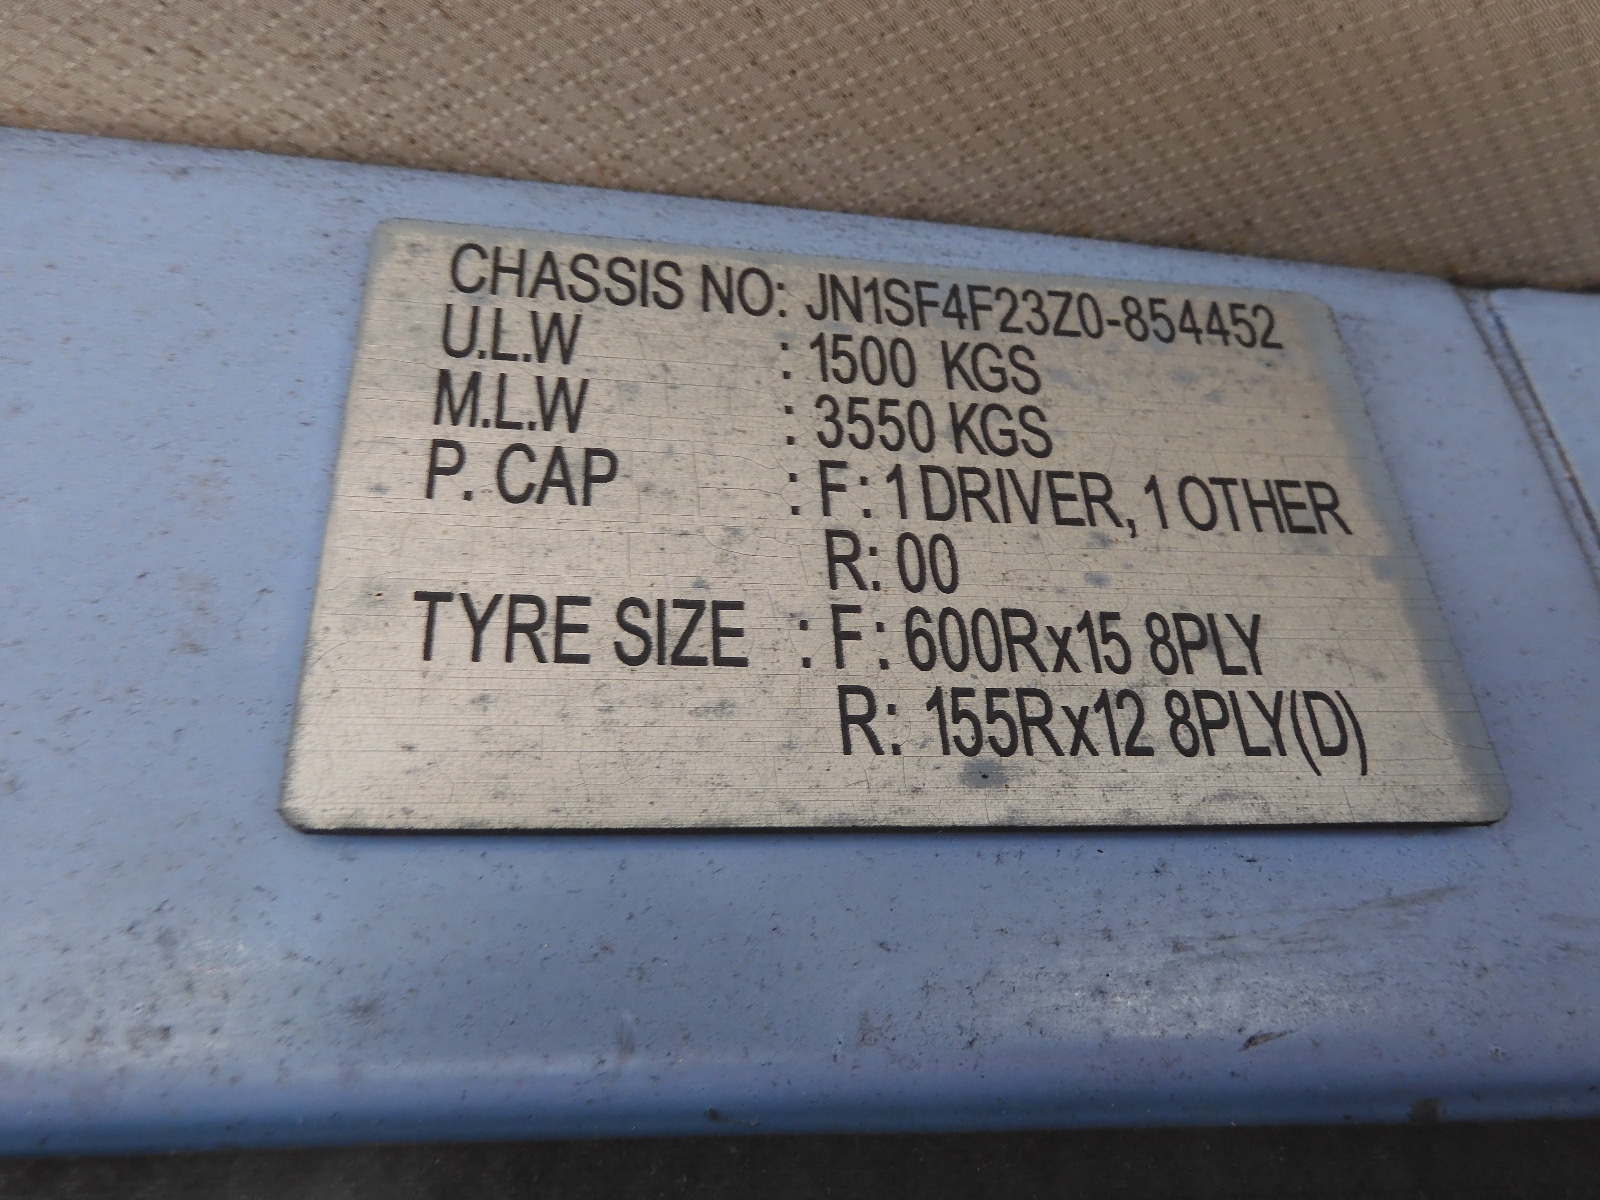 CHASSIS NO: JN1SF4F23Z0-854452
U.L.W : 1500 KGS
M.L.W : 3550 KGS
P. CAP : F: 1 DRIVER, 1 OTHER
R: 00
TYRE SIZE : F: 600Rx15 8PLY
R: 155Rx12 8PLY(D)